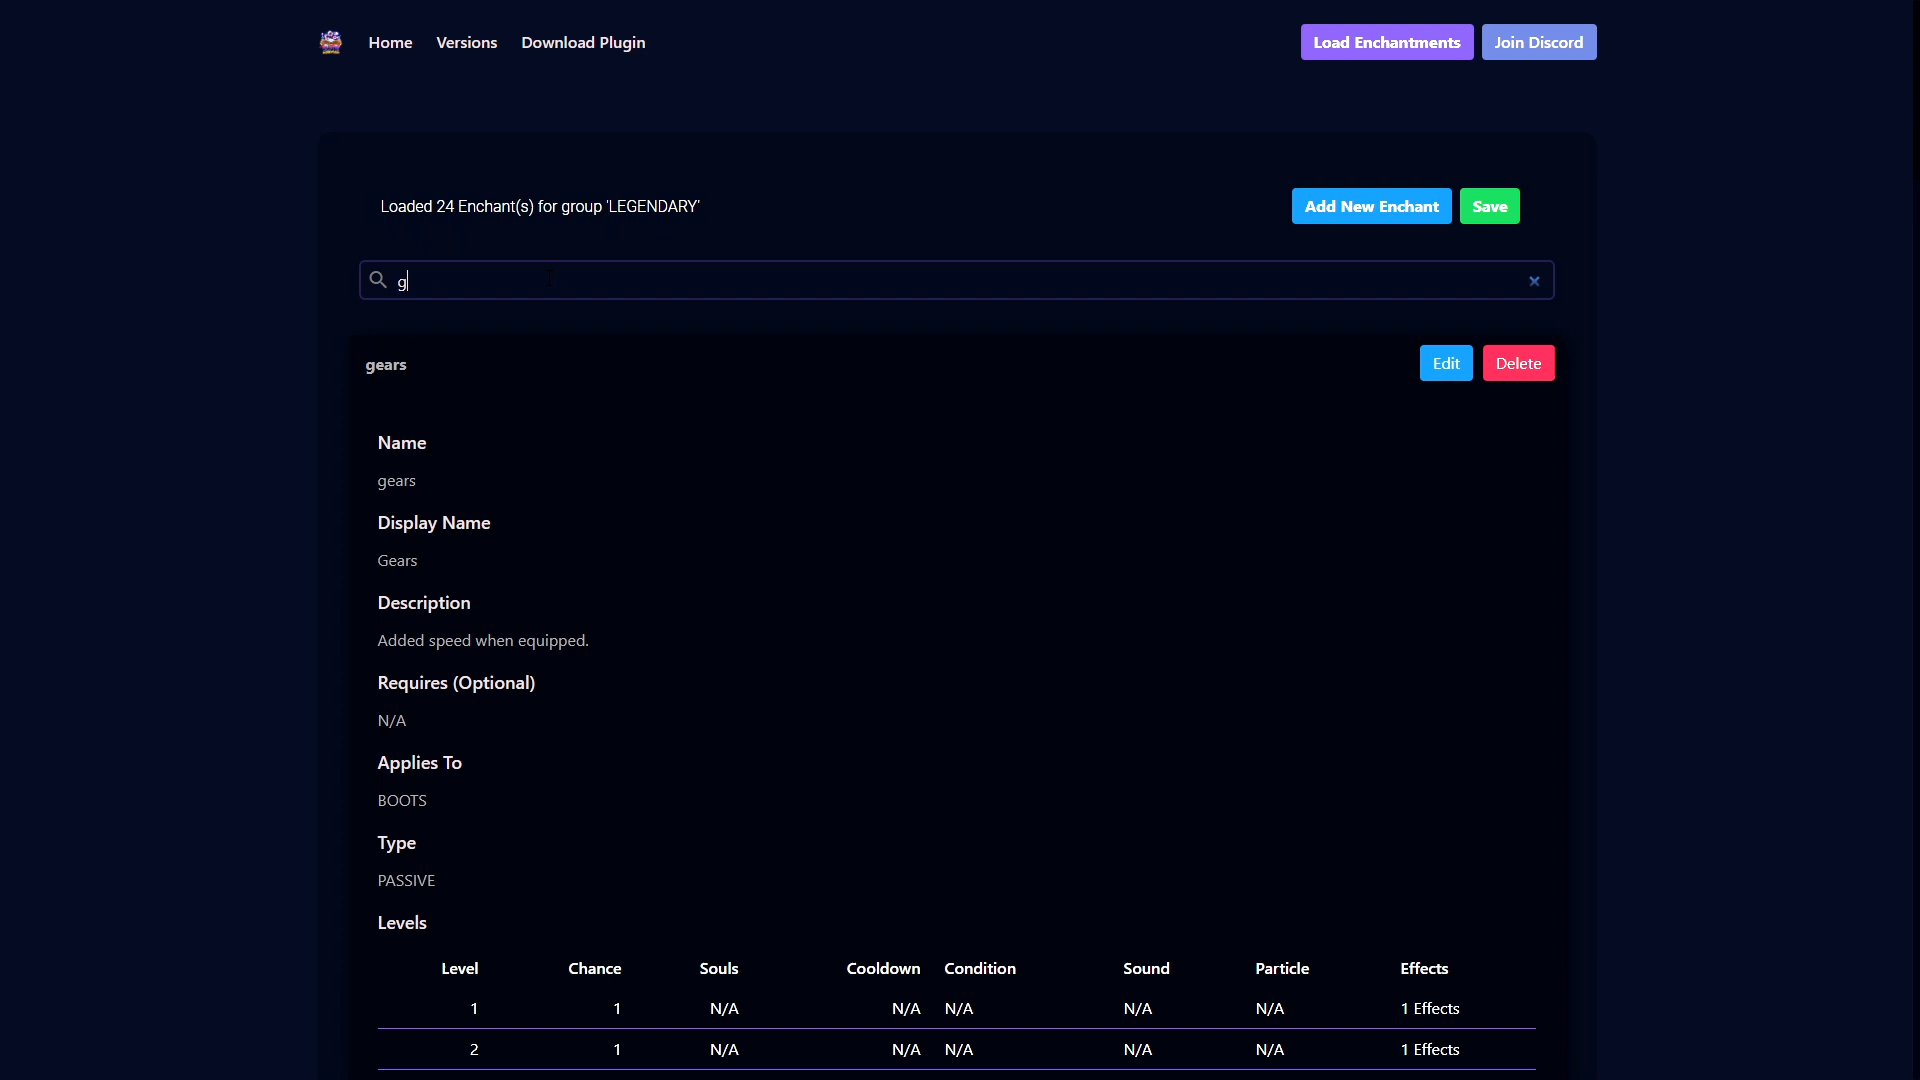 Home Versions Download Plugin Load Enchantments Join Discord
Loaded 24 Enchant(s) for group 'LEGENDARY' Add New Enchant Save
g ×
gears Edit Delete
Name
gears
Display Name
Gears
Description
Added speed when equipped.
Requires (Optional)
N/A
Applies To
BOOTS
Type
PASSIVE
Levels
Level Chance Souls Cooldown Condition Sound Particle Effects
1 1 N/A N/A N/A N/A N/A 1 Effects
2 1 N/A N/A N/A N/A N/A 1 Effects